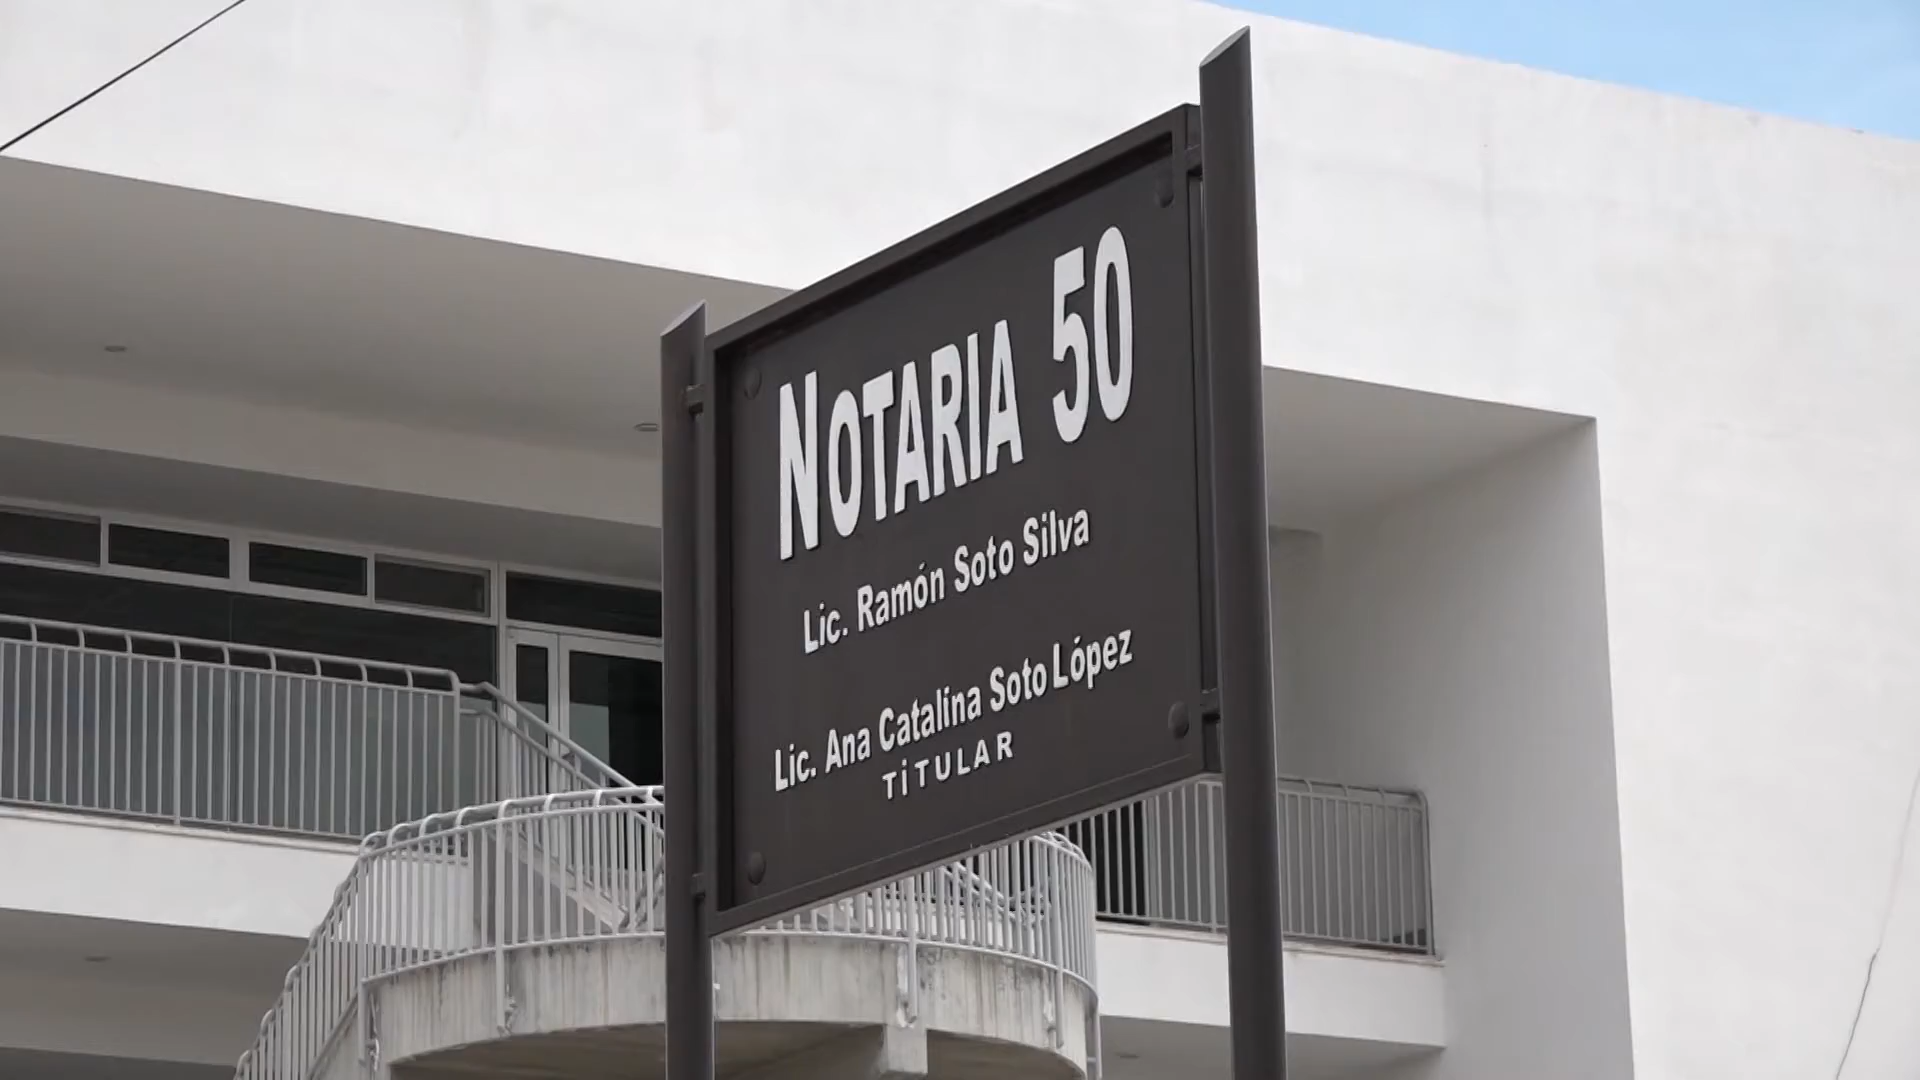 NOTARIA 50
Lic. Ramón Soto Silva
Lic. Ana Catalina Soto López
TiTULAR